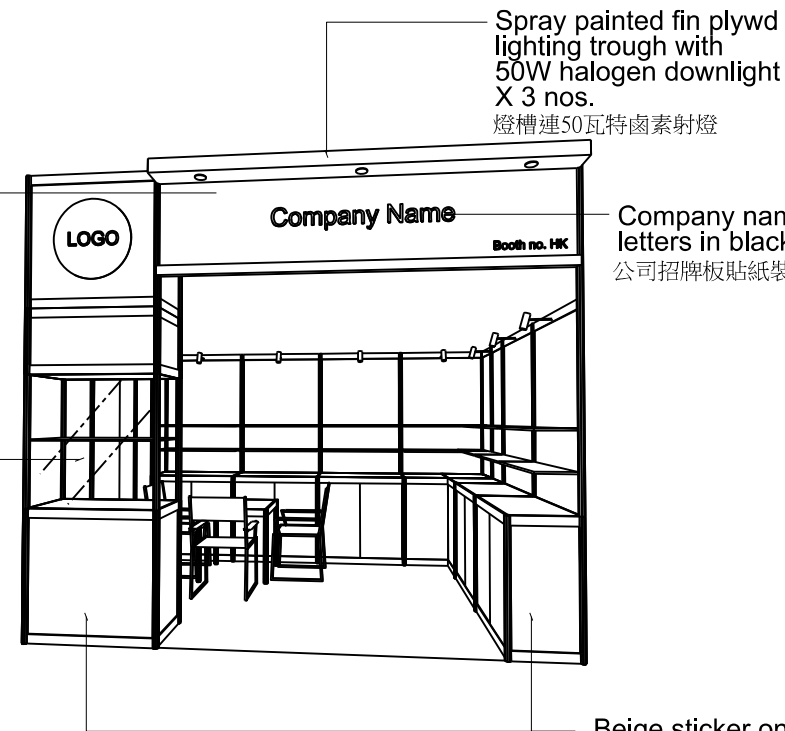 Spray painted fin plywd
lighting trough with
50W halogen downlight
X 3 nos.
燈槽連50瓦特鹵素射燈
LOGO
Company Name
Booth no. HK
Company nam
letters in black
公司招牌板貼紙裝
Beige sticker on